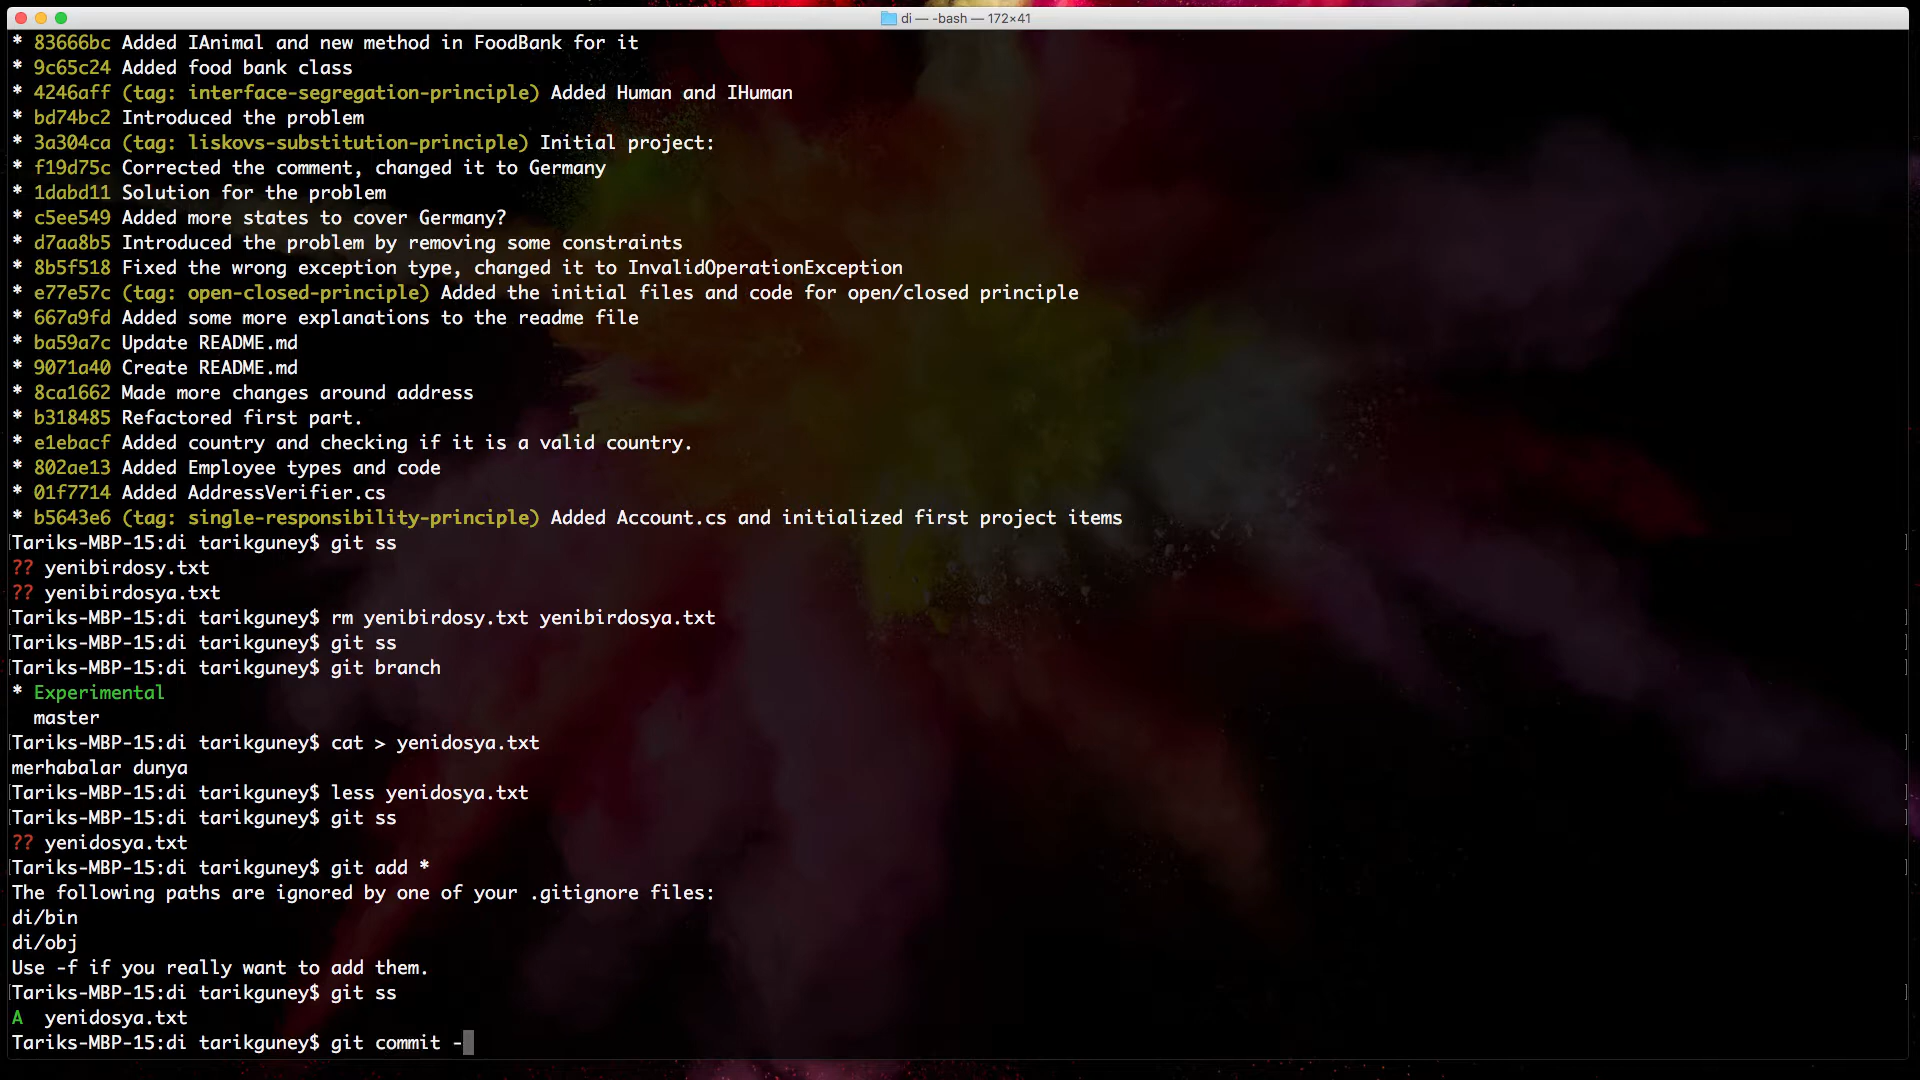 di — -bash — 172×41
* 83666bc Added IAnimal and new method in FoodBank for it
* 9c65c24 Added food bank class
* 4246aff (tag: interface-segregation-principle) Added Human and IHuman
* bd74bc2 Introduced the problem
* 3a304ca (tag: liskovs-substitution-principle) Initial project:
* f19d75c Corrected the comment, changed it to Germany
* 1dabd11 Solution for the problem
* c5ee549 Added more states to cover Germany?
* d7aa8b5 Introduced the problem by removing some constraints
* 8b5f518 Fixed the wrong exception type, changed it to InvalidOperationException
* e77e57c (tag: open-closed-principle) Added the initial files and code for open/closed principle
* 667a9fd Added some more explanations to the readme file
* ba59a7c Update README.md
* 9071a40 Create README.md
* 8ca1662 Made more changes around address
* b318485 Refactored first part.
* e1ebacf Added country and checking if it is a valid country.
* 802ae13 Added Employee types and code
* 01f7714 Added AddressVerifier.cs
* b5643e6 (tag: single-responsibility-principle) Added Account.cs and initialized first project items
[Tariks-MBP-15:di tarikguney$ git ss ]
?? yenibirdosy.txt
?? yenibirdosya.txt
[Tariks-MBP-15:di tarikguney$ rm yenibirdosy.txt yenibirdosya.txt ]
[Tariks-MBP-15:di tarikguney$ git ss ]
[Tariks-MBP-15:di tarikguney$ git branch ]
* Experimental
  master
[Tariks-MBP-15:di tarikguney$ cat > yenidosya.txt ]
merhabalar dunya
[Tariks-MBP-15:di tarikguney$ less yenidosya.txt ]
[Tariks-MBP-15:di tarikguney$ git ss ]
?? yenidosya.txt
[Tariks-MBP-15:di tarikguney$ git add * ]
The following paths are ignored by one of your .gitignore files:
di/bin
di/obj
Use -f if you really want to add them.
[Tariks-MBP-15:di tarikguney$ git ss ]
A  yenidosya.txt
Tariks-MBP-15:di tarikguney$ git commit -